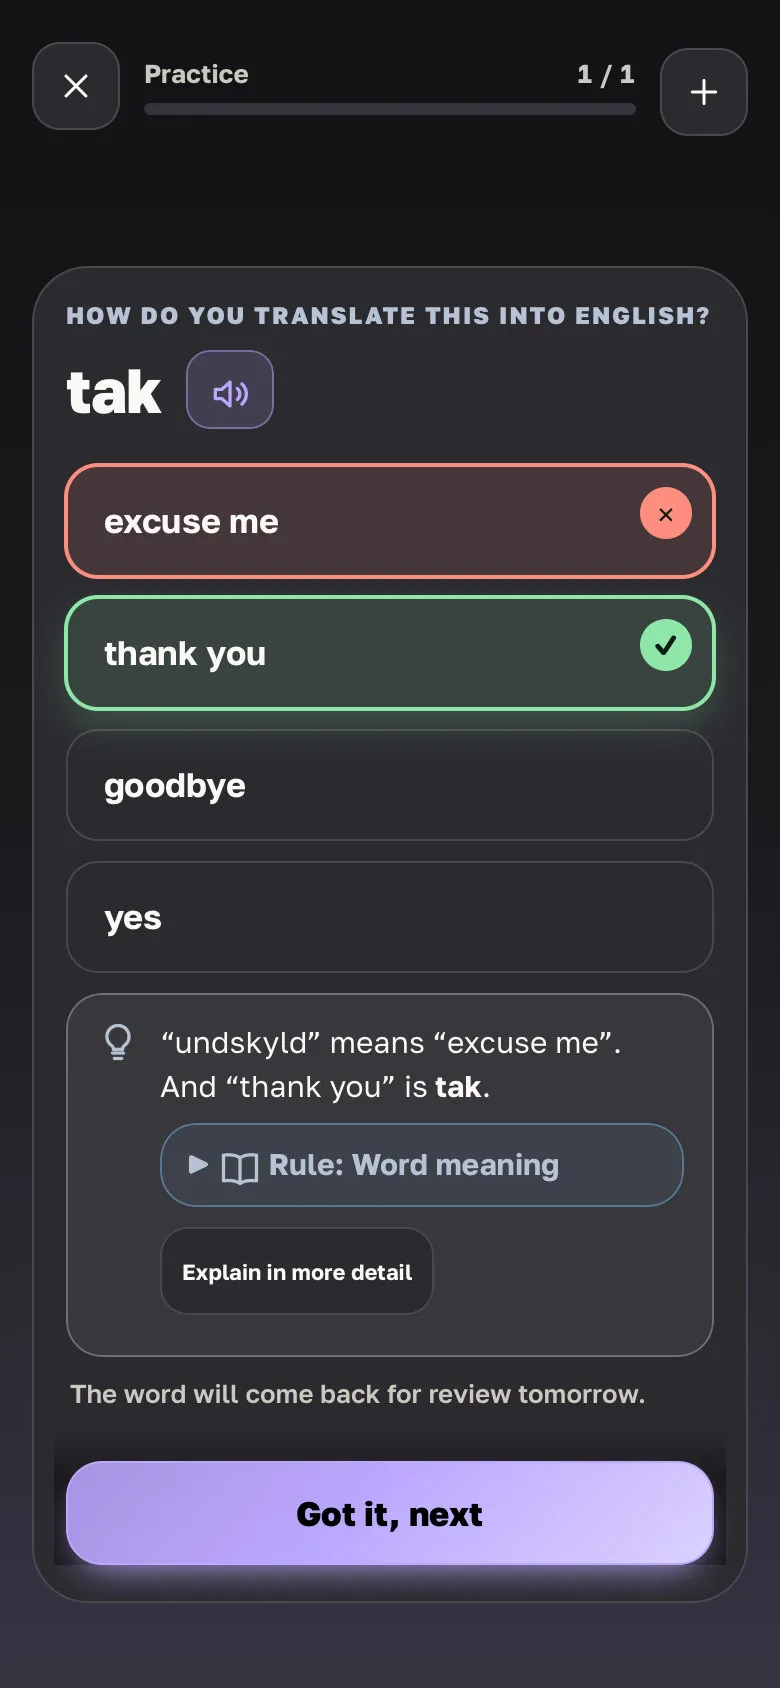 Practice
1 / 1
HOW DO YOU TRANSLATE THIS INTO ENGLISH?
tak
excuse me
thank you
goodbye
yes
“undskyld” means “excuse me”.
And “thank you” is tak.
Rule: Word meaning
Explain in more detail
The word will come back for review tomorrow.
Got it, next